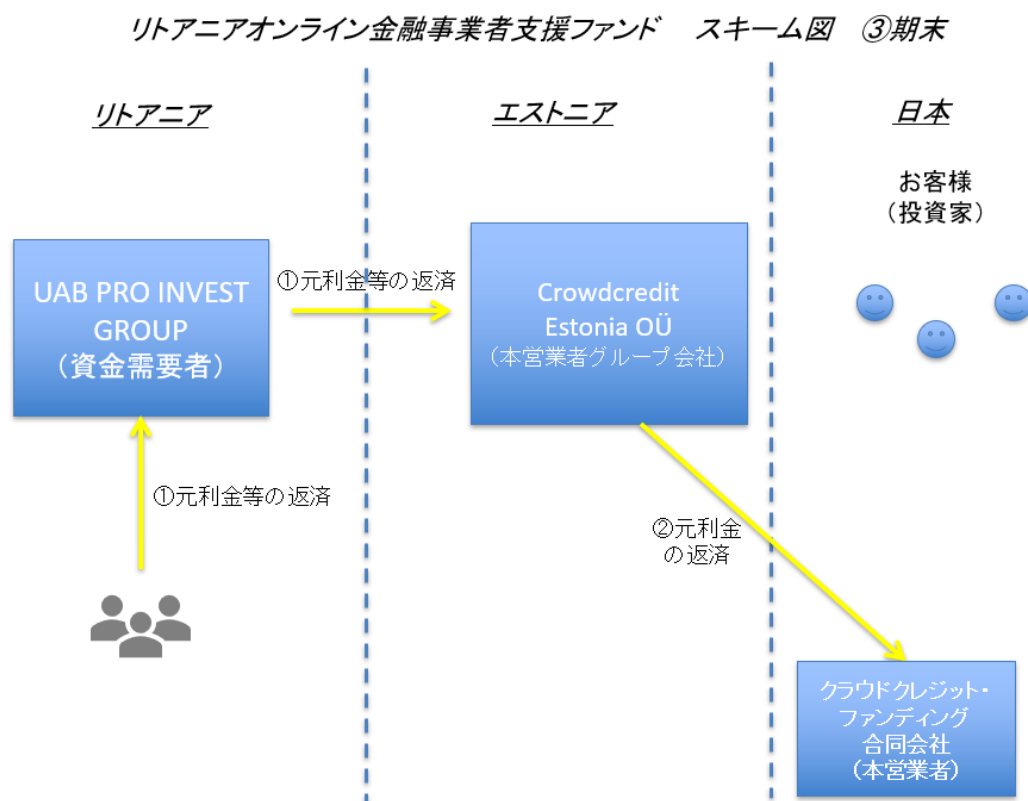 リトアニアオンライン金融事業者支援ファンド　スキーム図　③期末
リトアニア
エストニア
日本
お客様
（投資家）
UAB PRO INVEST
GROUP
（資金需要者）
①元利金等の返済
Crowdcredit
Estonia OÜ
（本営業者グループ会社）
①元利金等の返済
②元利金
の返済
クラウドクレジット・
ファンディング
合同会社
（本営業者）